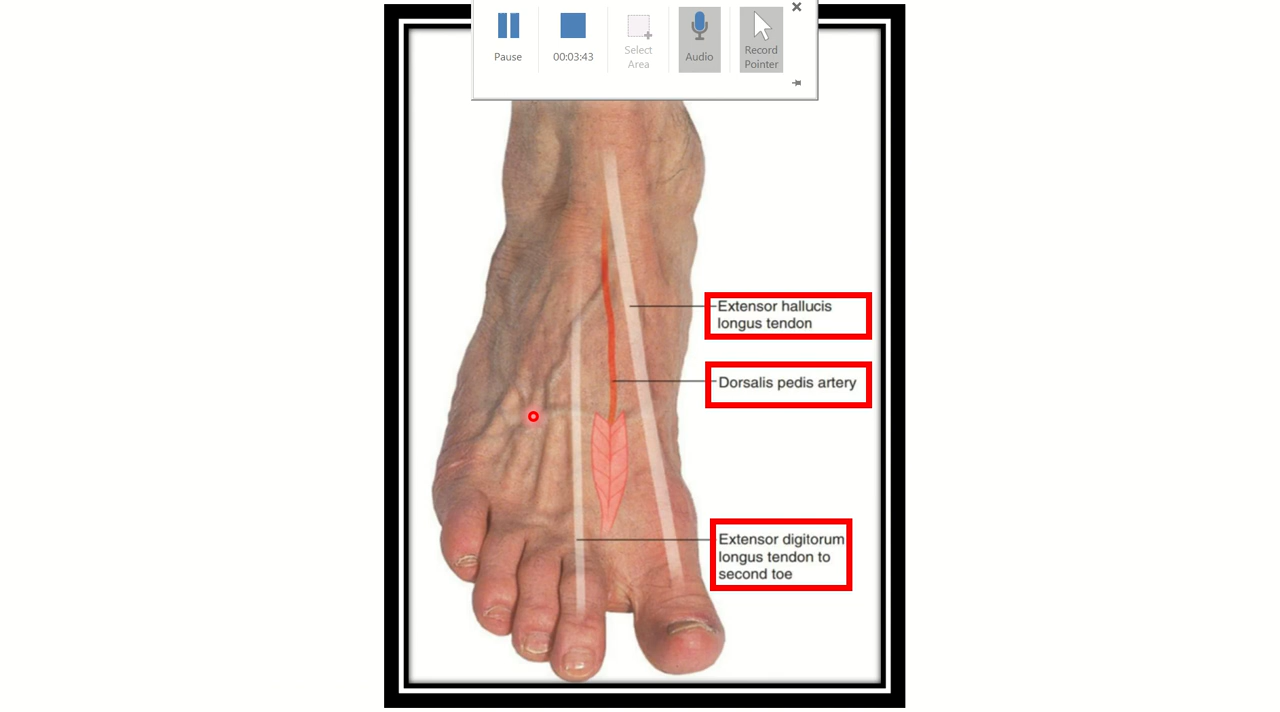 Pause
00:03:43
Select
Area
Audio
Record
Pointer
Extensor hallucis
longus tendon
Dorsalis pedis artery
Extensor digitorum
longus tendon to
second toe